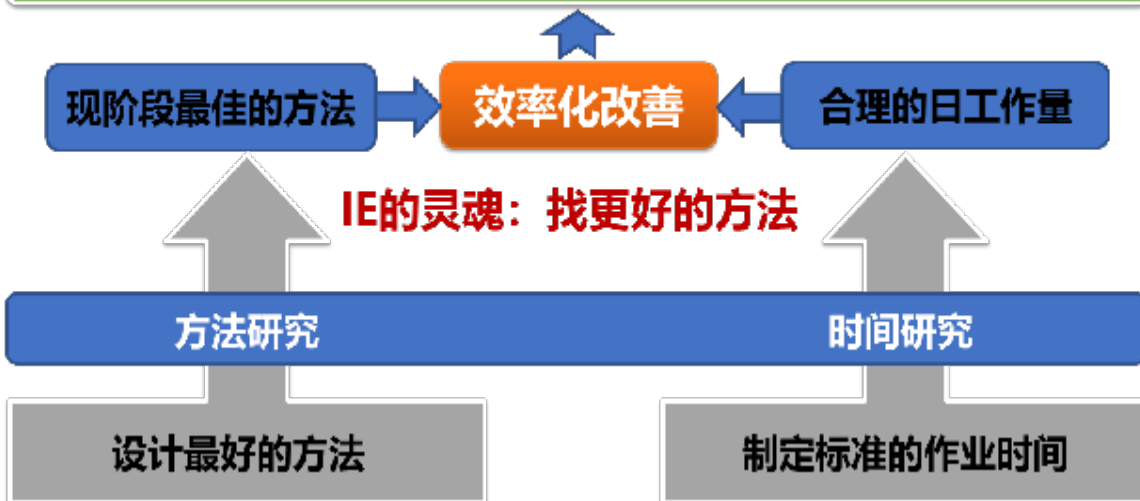 现阶段最佳的方法
效率化改善
合理的日工作量
IE的灵魂：找更好的方法
方法研究
时间研究
设计最好的方法
制定标准的作业时间